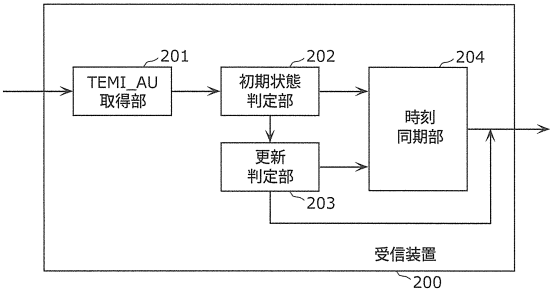 201
TEMI_AU
取得部
202
初期状態
判定部
204
時刻
同期部
更新
判定部
203
受信装置
200